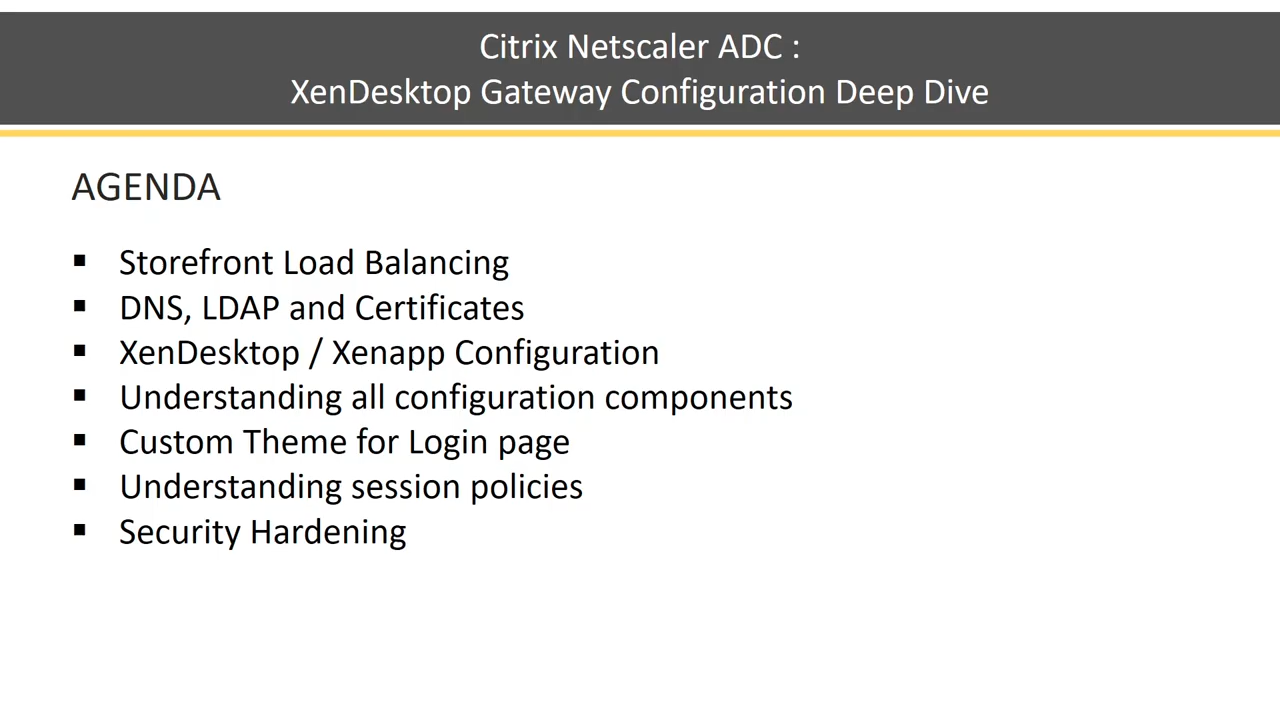 Citrix Netscaler ADC :
XenDesktop Gateway Configuration Deep Dive
AGENDA
▪ Storefront Load Balancing
▪ DNS, LDAP and Certificates
▪ XenDesktop / Xenapp Configuration
▪ Understanding all configuration components
▪ Custom Theme for Login page
▪ Understanding session policies
▪ Security Hardening